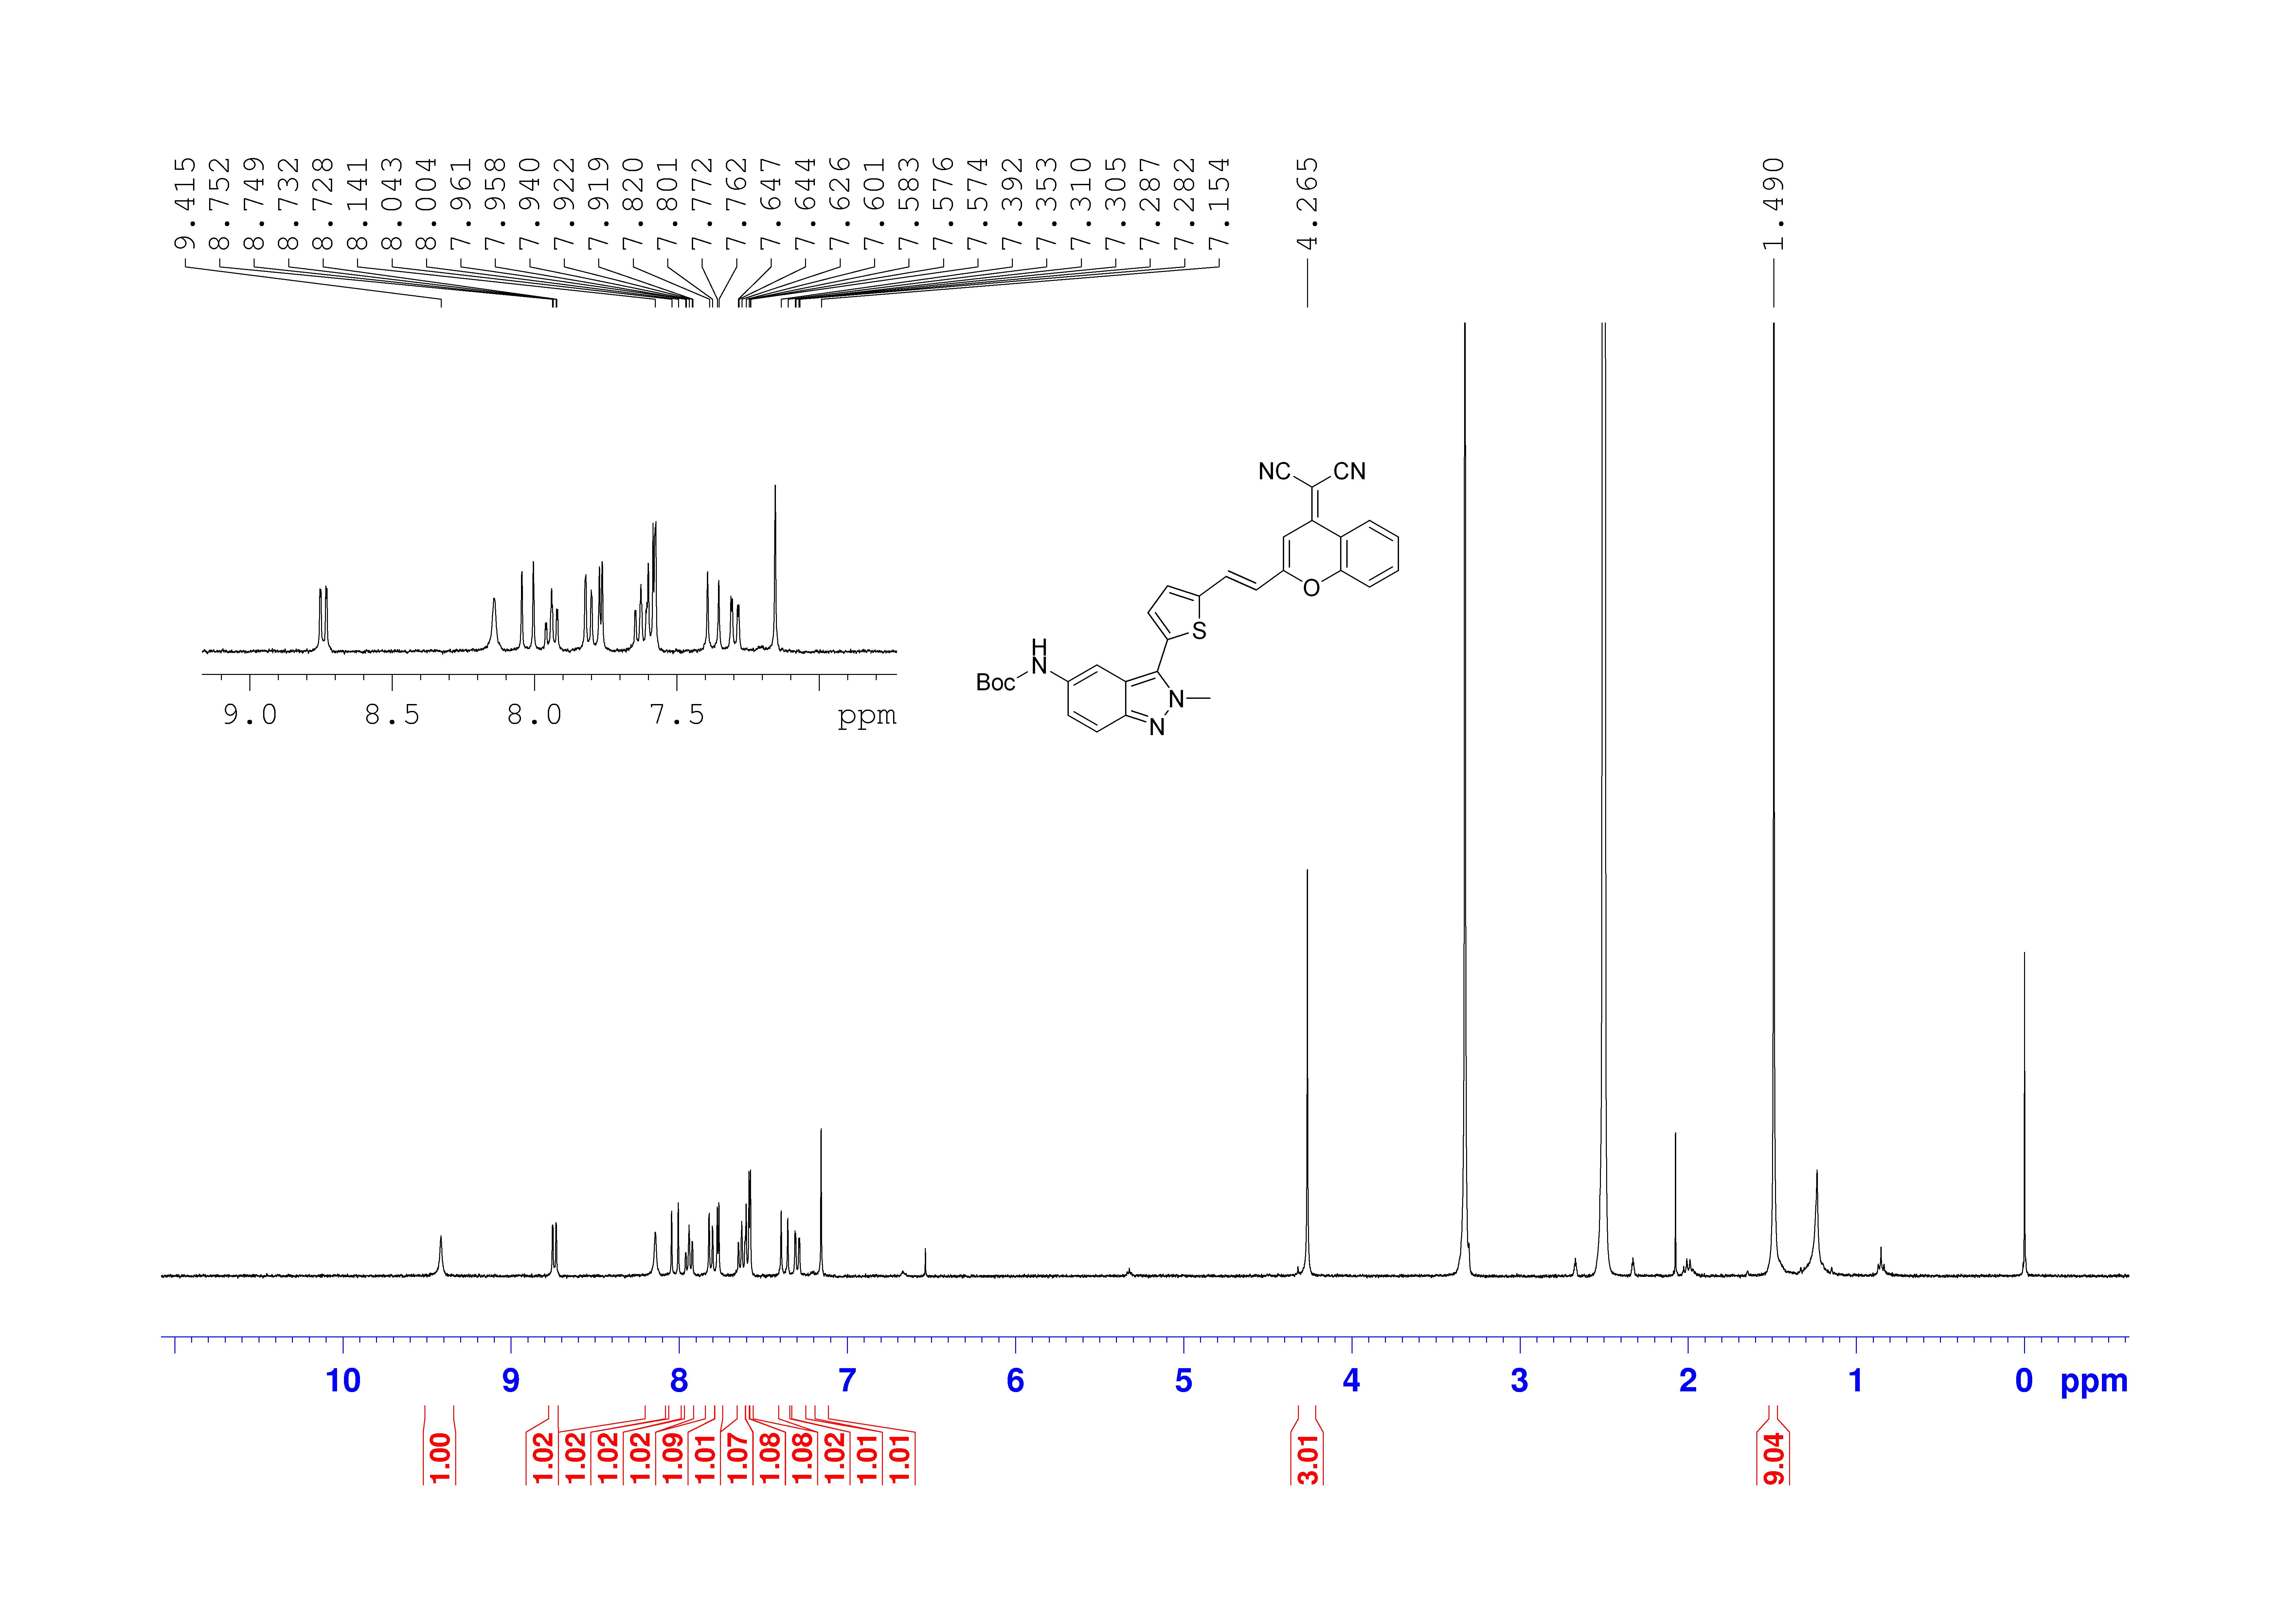 9.415 8.752 8.749 8.732 8.728 8.141 8.043 8.004 7.961 7.958 7.940 7.922 7.919 7.820 7.801 7.772 7.762 7.647 7.644 7.626 7.601 7.583 7.576 7.574 7.392 7.353 7.310 7.305 7.287 7.282 7.154 4.265 1.490
NC CN
O
S
H
N
Boc
N
N
9.0 8.5 8.0 7.5 ppm
10 9 8 7 6 5 4 3 2 1 0 ppm
1.00 1.02 1.02 1.02 1.02 1.09 1.01 1.07 1.08 1.08 1.02 1.01 1.01 3.01 9.04